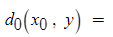 d₀(x₀ , y) =